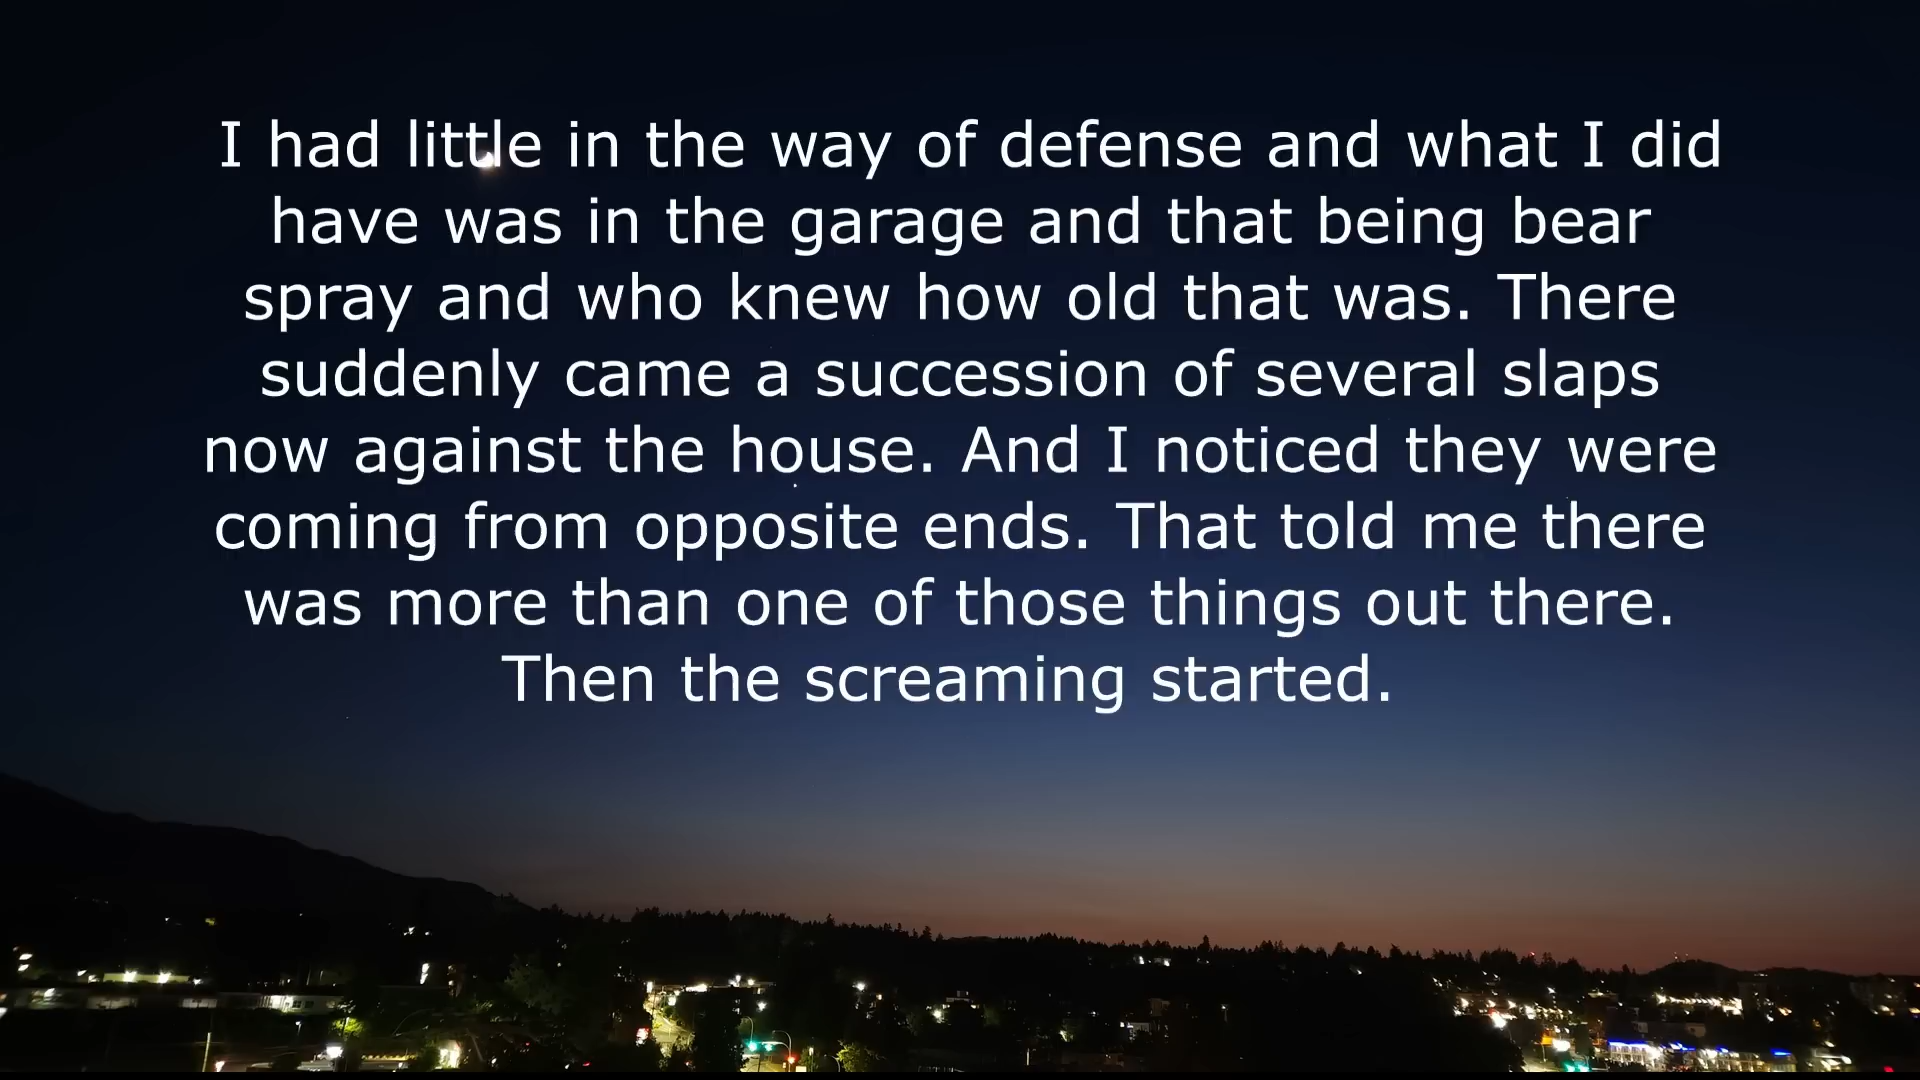 I had little in the way of defense and what I did
have was in the garage and that being bear
spray and who knew how old that was. There
suddenly came a succession of several slaps
now against the house. And I noticed they were
coming from opposite ends. That told me there
was more than one of those things out there.
Then the screaming started.